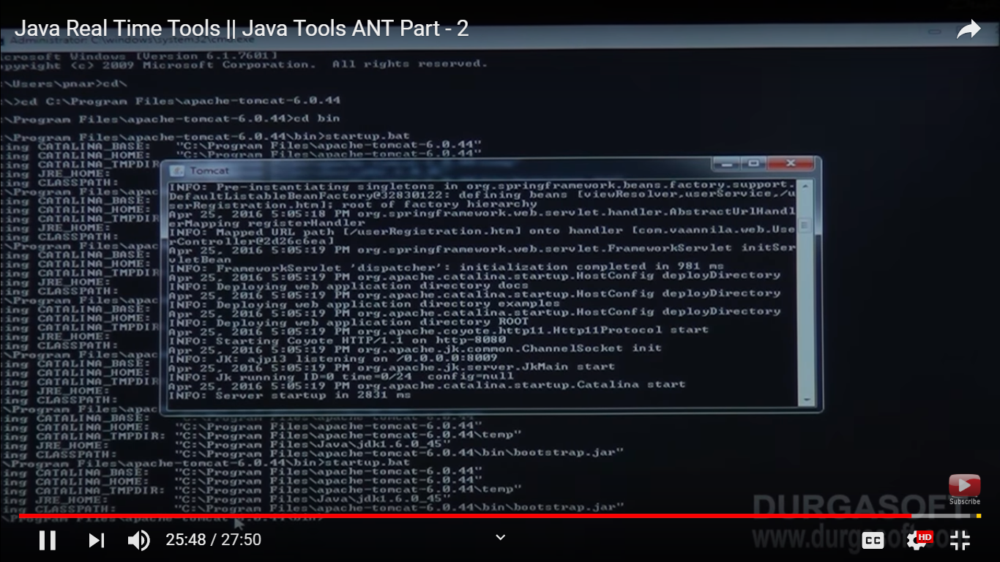 Java Real Time Tools || Java Tools ANT Part - 2
Administrator: C:\windows\system32\cmd.exe
crosoft Windows [Version 6.1.7601]
opyright (c) 2009 Microsoft Corporation. All rights reserved.
:\Users\pnar>cd\
:\>cd C:\Program Files\apache-tomcat-6.0.44
:\Program Files\apache-tomcat-6.0.44>cd bin
:\Program Files\apache-tomcat-6.0.44\bin>startup.bat
ing CATALINA_BASE: "C:\Program Files\apache-tomcat-6.0.44"
ing CATALINA_HOME: "C:\Program Files\apache-tomcat-6.0.44"
ing CATALINA_TMPDIR
ing JRE_HOME:
ing CLASSPATH:
:\Program Files\apac
ing CATALINA_BASE:
ing CATALINA_HOME:
ing CATALINA_TMPDIR
ing JRE_HOME:
ing CLASSPATH:
:\Program Files\apac
ing CATALINA_BASE:
ing CATALINA_HOME:
ing CATALINA_TMPDIR
ing JRE_HOME:
ing CLASSPATH:
:\Program Files\apac
ing CATALINA_BASE:
ing CATALINA_HOME:
ing CATALINA_TMPDIR
ing JRE_HOME:
ing CLASSPATH:
:\Program Files\apac
ing CATALINA_BASE:
ing CATALINA_HOME:
ing CATALINA_TMPDIR
ing JRE_HOME:
ing CLASSPATH:
:\Program Files\apac
ing CATALINA_BASE:
ing CATALINA_HOME: "C:\Program Files\apache-tomcat-6.0.44"
ing CATALINA_TMPDIR: "C:\Program Files\apache-tomcat-6.0.44\temp"
ing JRE_HOME: "C:\Program Files\Java\jdk1.6.0_45"
ing CLASSPATH: "C:\Program Files\apache-tomcat-6.0.44\bin\bootstrap.jar"
:\Program Files\apache-tomcat-6.0.44\bin>startup.bat
ing CATALINA_BASE: "C:\Program Files\apache-tomcat-6.0.44"
ing CATALINA_HOME: "C:\Program Files\apache-tomcat-6.0.44"
ing CATALINA_TMPDIR: "C:\Program Files\apache-tomcat-6.0.44\temp"
ing JRE_HOME: "C:\Program Files\Java\jdk1.6.0_45"
ing CLASSPATH: "C:\Program Files\apache-tomcat-6.0.44\bin\bootstrap.jar"
:\Program Files\apache-tomcat-6.0.44\bin>
Tomcat
INFO: Pre-instantiating singletons in org.springframework.beans.factory.support.
DefaultListableBeanFactory@32830122: defining beans [viewResolver,userService,/u
serRegistration.htm]; root of factory hierarchy
Apr 25, 2016 5:05:18 PM org.springframework.web.servlet.handler.AbstractUrlHandl
erMapping registerHandler
INFO: Mapped URL path [/userRegistration.htm] onto handler [com.vaannila.web.Use
rController@2d26c6ea]
Apr 25, 2016 5:05:19 PM org.springframework.web.servlet.FrameworkServlet initSer
vletBean
INFO: FrameworkServlet 'dispatcher': initialization completed in 981 ms
Apr 25, 2016 5:05:19 PM org.apache.catalina.startup.HostConfig deployDirectory
INFO: Deploying web application directory docs
Apr 25, 2016 5:05:19 PM org.apache.catalina.startup.HostConfig deployDirectory
INFO: Deploying web application directory examples
Apr 25, 2016 5:05:19 PM org.apache.catalina.startup.HostConfig deployDirectory
INFO: Deploying web application directory ROOT
Apr 25, 2016 5:05:19 PM org.apache.coyote.http11.Http11Protocol start
INFO: Starting Coyote HTTP/1.1 on http-8080
Apr 25, 2016 5:05:19 PM org.apache.jk.common.ChannelSocket init
INFO: JK: ajp13 listening on /0.0.0.0:8009
Apr 25, 2016 5:05:19 PM org.apache.jk.server.JkMain start
INFO: Jk running ID=0 time=0/24 config=null
Apr 25, 2016 5:05:19 PM org.apache.catalina.startup.Catalina start
INFO: Server startup in 2831 ms
Subscribe
DURGASOFT
www.durgasoft.com
25:48 / 27:50
CC
HD